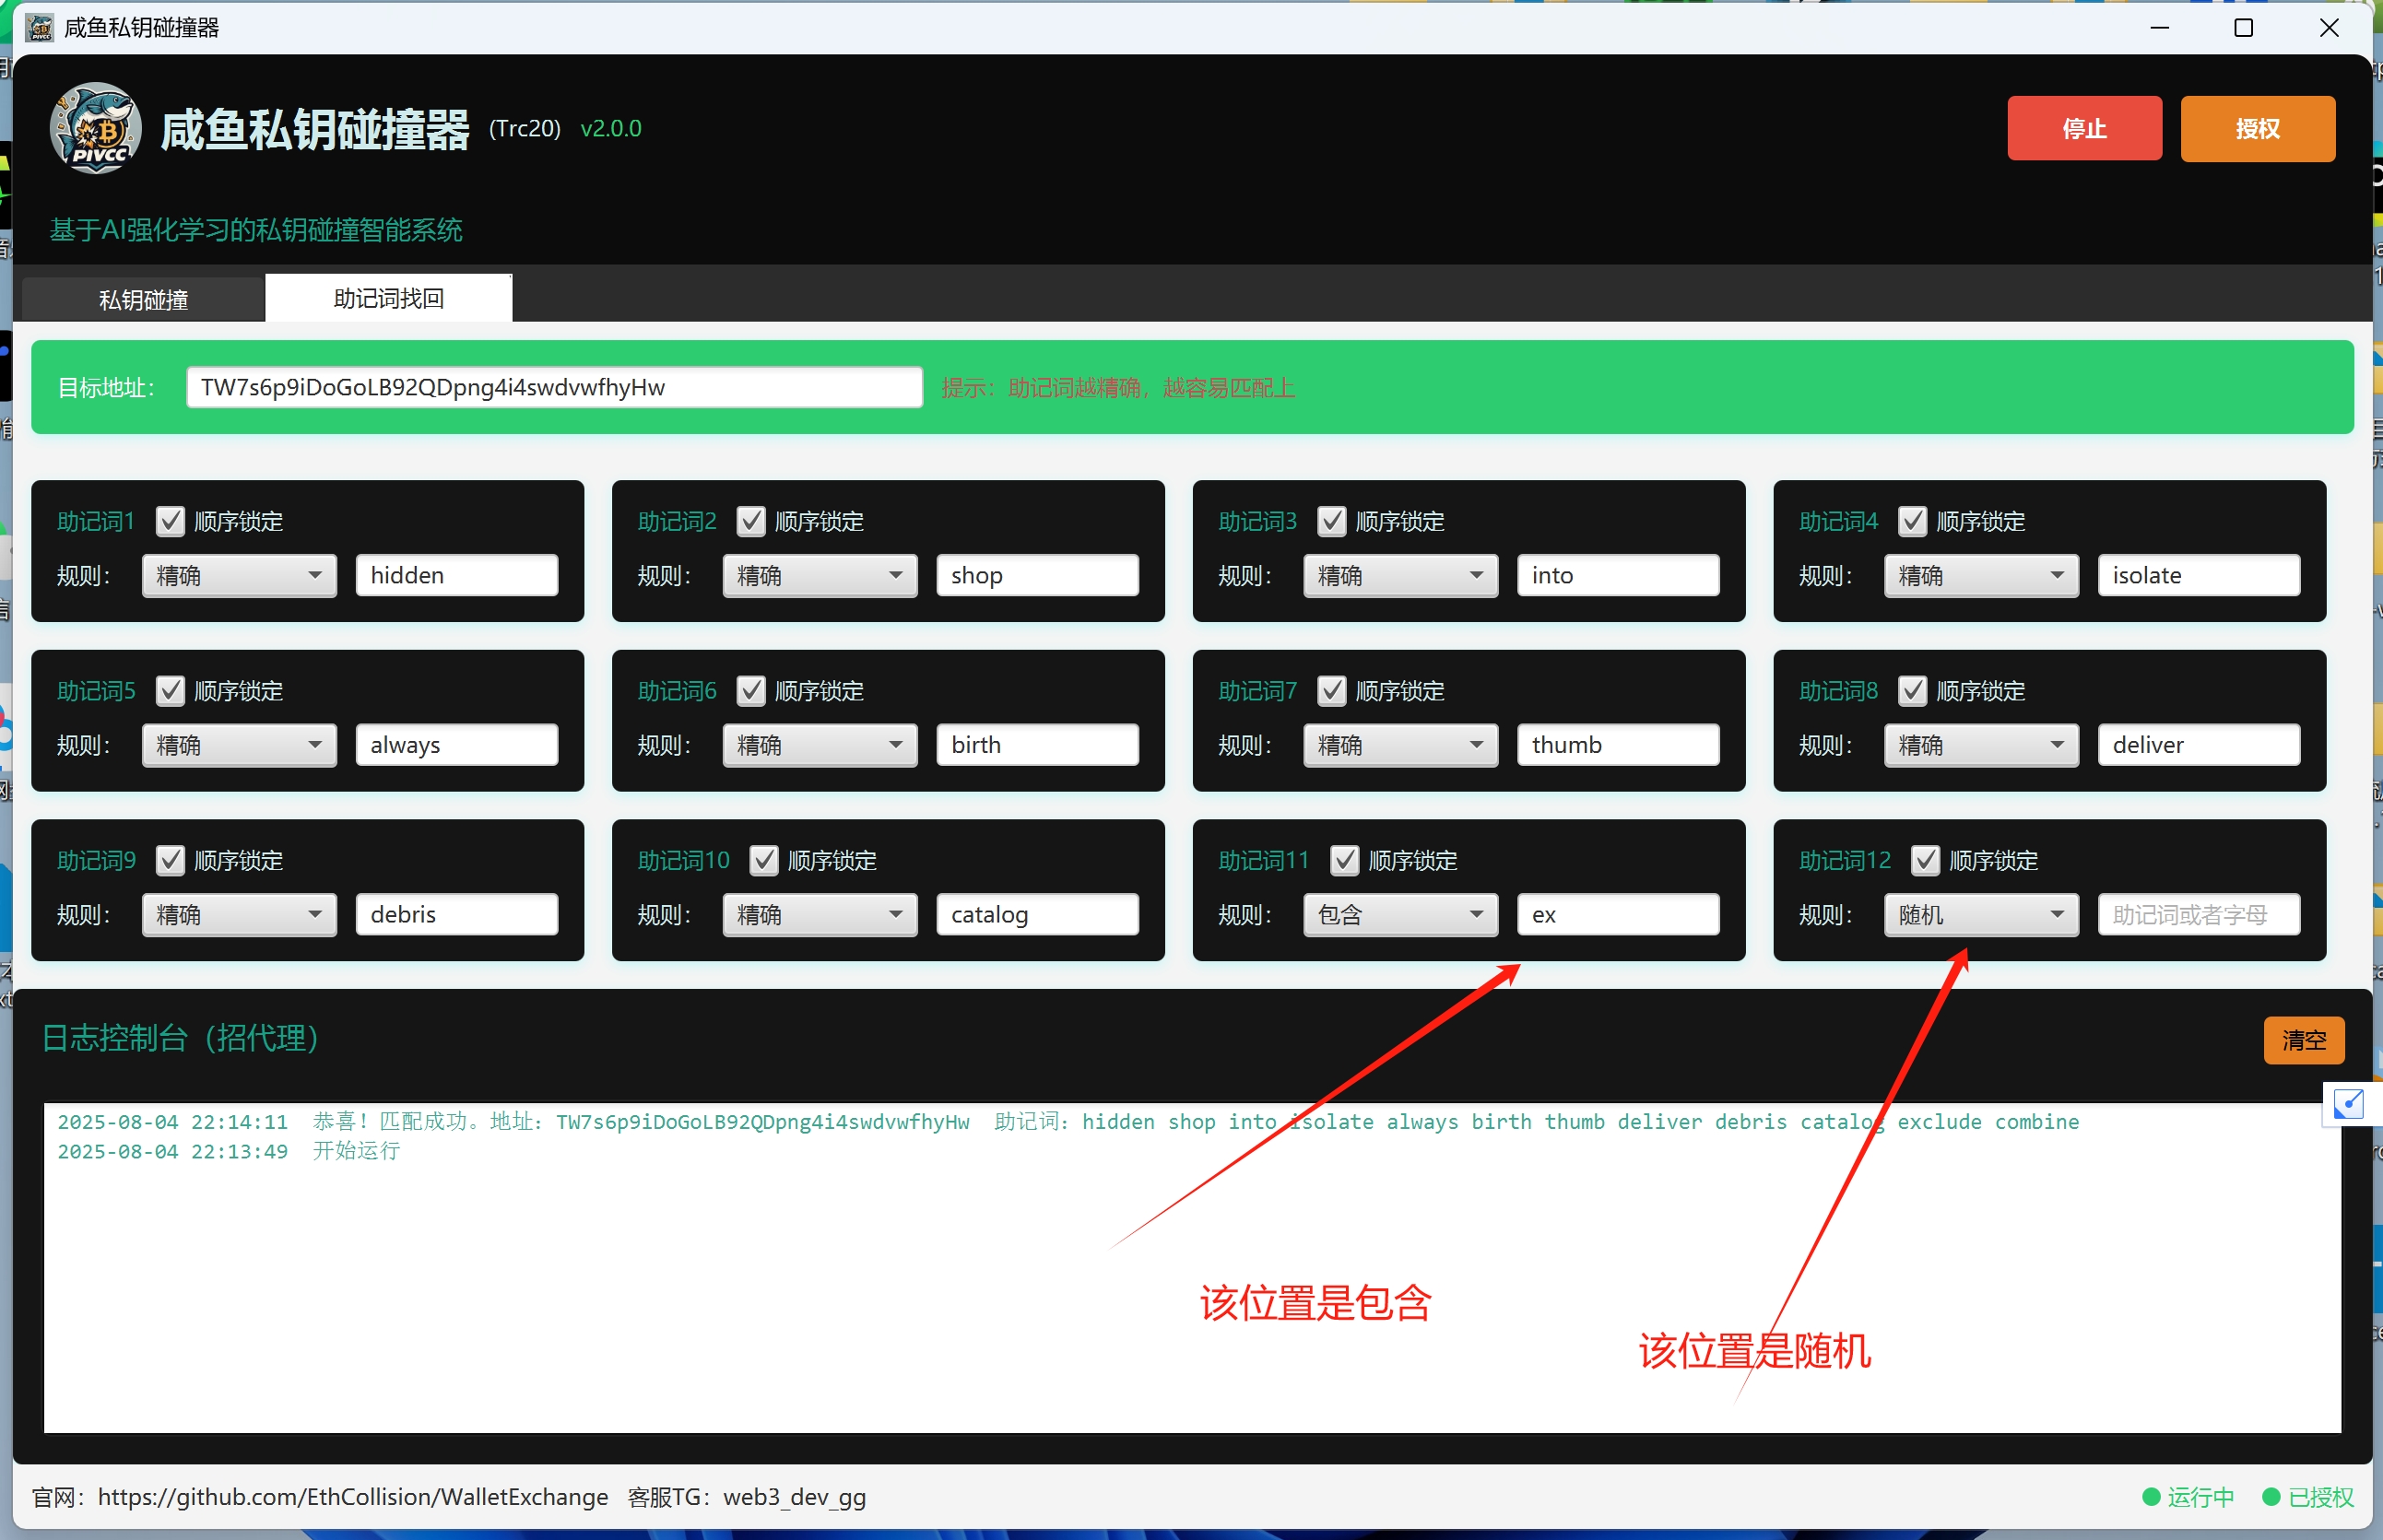 咸鱼私钥碰撞器
PIVCC
咸鱼私钥碰撞器 (Trc20) v2.0.0
停止 授权
基于AI强化学习的私钥碰撞智能系统
私钥碰撞 助记词找回
目标地址： TW7s6p9iDoGoLB92QDpng4i4swdvwfhyHw 提示：助记词越精确，越容易匹配上
助记词1 顺序锁定 助记词2 顺序锁定 助记词3 顺序锁定 助记词4 顺序锁定
规则： 精确 hidden 规则： 精确 shop 规则： 精确 into 规则： 精确 isolate
助记词5 顺序锁定 助记词6 顺序锁定 助记词7 顺序锁定 助记词8 顺序锁定
规则： 精确 always 规则： 精确 birth 规则： 精确 thumb 规则： 精确 deliver
助记词9 顺序锁定 助记词10 顺序锁定 助记词11 顺序锁定 助记词12 顺序锁定
规则： 精确 debris 规则： 精确 catalog 规则： 包含 ex 规则： 随机 助记词或者字母
日志控制台（招代理）
清空
2025-08-04 22:14:11 恭喜！匹配成功。地址：TW7s6p9iDoGoLB92QDpng4i4swdvwfhyHw 助记词：hidden shop into isolate always birth thumb deliver debris catalog exclude combine
2025-08-04 22:13:49 开始运行
该位置是包含
该位置是随机
官网：https://github.com/EthCollision/WalletExchange 客服TG：web3_dev_gg
运行中 已授权